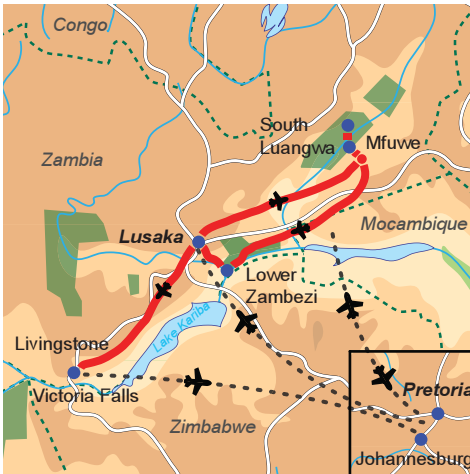 Congo
South
Luangwa
Mfuwe
Zambia
Mocambique
Lusaka
Lower
Zambezi
Lake Kariba
Livingstone
Victoria Falls
Pretoria
Zimbabwe
Johannesburg